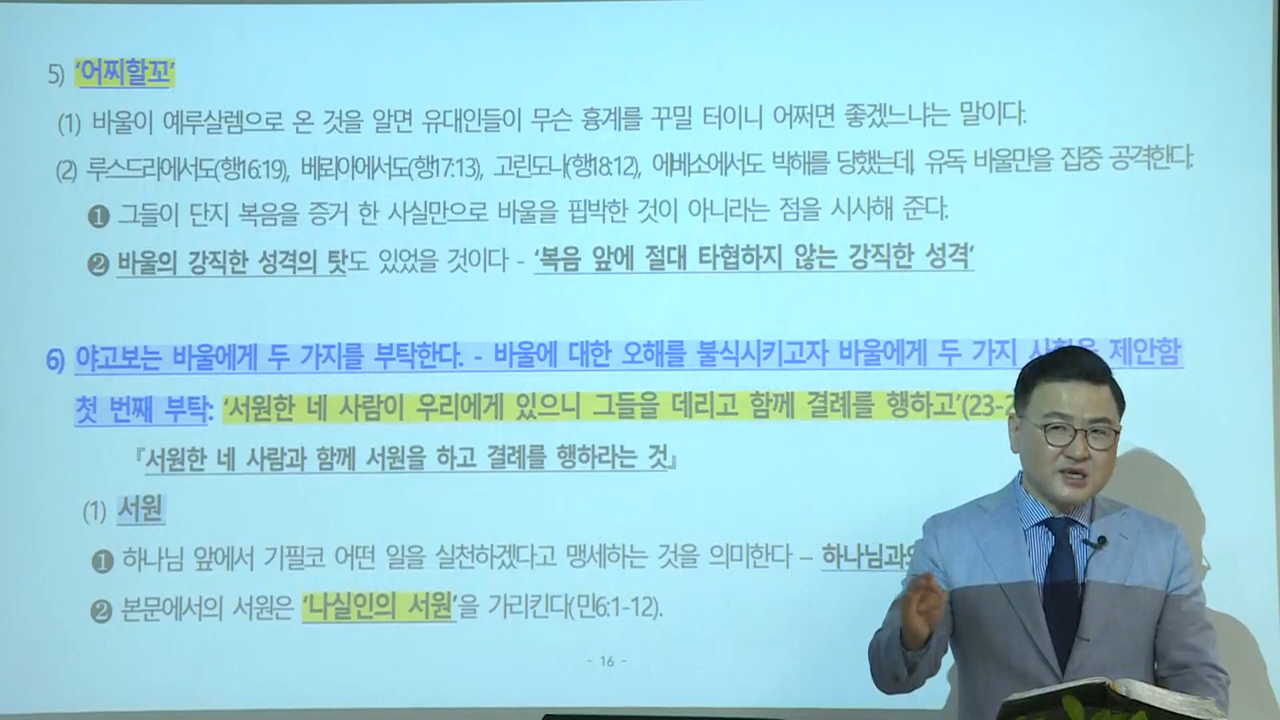 5) '어찌할꼬'
(1) 바울이 예루살렘으로 온 것을 알면 유대인들이 무슨 흉계를 꾸밀 터이니 어쩌면 좋겠느냐는 말이다.
(2) 루스드라에서도(행16:19), 베뢰아에서도(행17:13), 고린도나(행18:12), 에베소에서도 박해를 당했는데, 유독 바울만을 집중 공격한다.
❶ 그들이 단지 복음을 증거 한 사실만으로 바울을 핍박한 것이 아니라는 점을 시사해 준다.
❷ 바울의 강직한 성격의 탓도 있었을 것이다 - '복음 앞에 절대 타협하지 않는 강직한 성격'
6) 야고보는 바울에게 두 가지를 부탁한다. - 바울에 대한 오해를 불식시키고자 바울에게 두 가지 제안함
첫 번째 부탁: '서원한 네 사람이 우리에게 있으니 그들을 데리고 함께 결례를 행하고'(23-2
『서원한 네 사람과 함께 서원을 하고 결례를 행하라는 것』
(1) 서원
❶ 하나님 앞에서 기필코 어떤 일을 실천하겠다고 맹세하는 것을 의미한다 – 하나님과의
❷ 본문에서의 서원은 '나실인의 서원'을 가리킨다(민6:1-12).
- 16 -